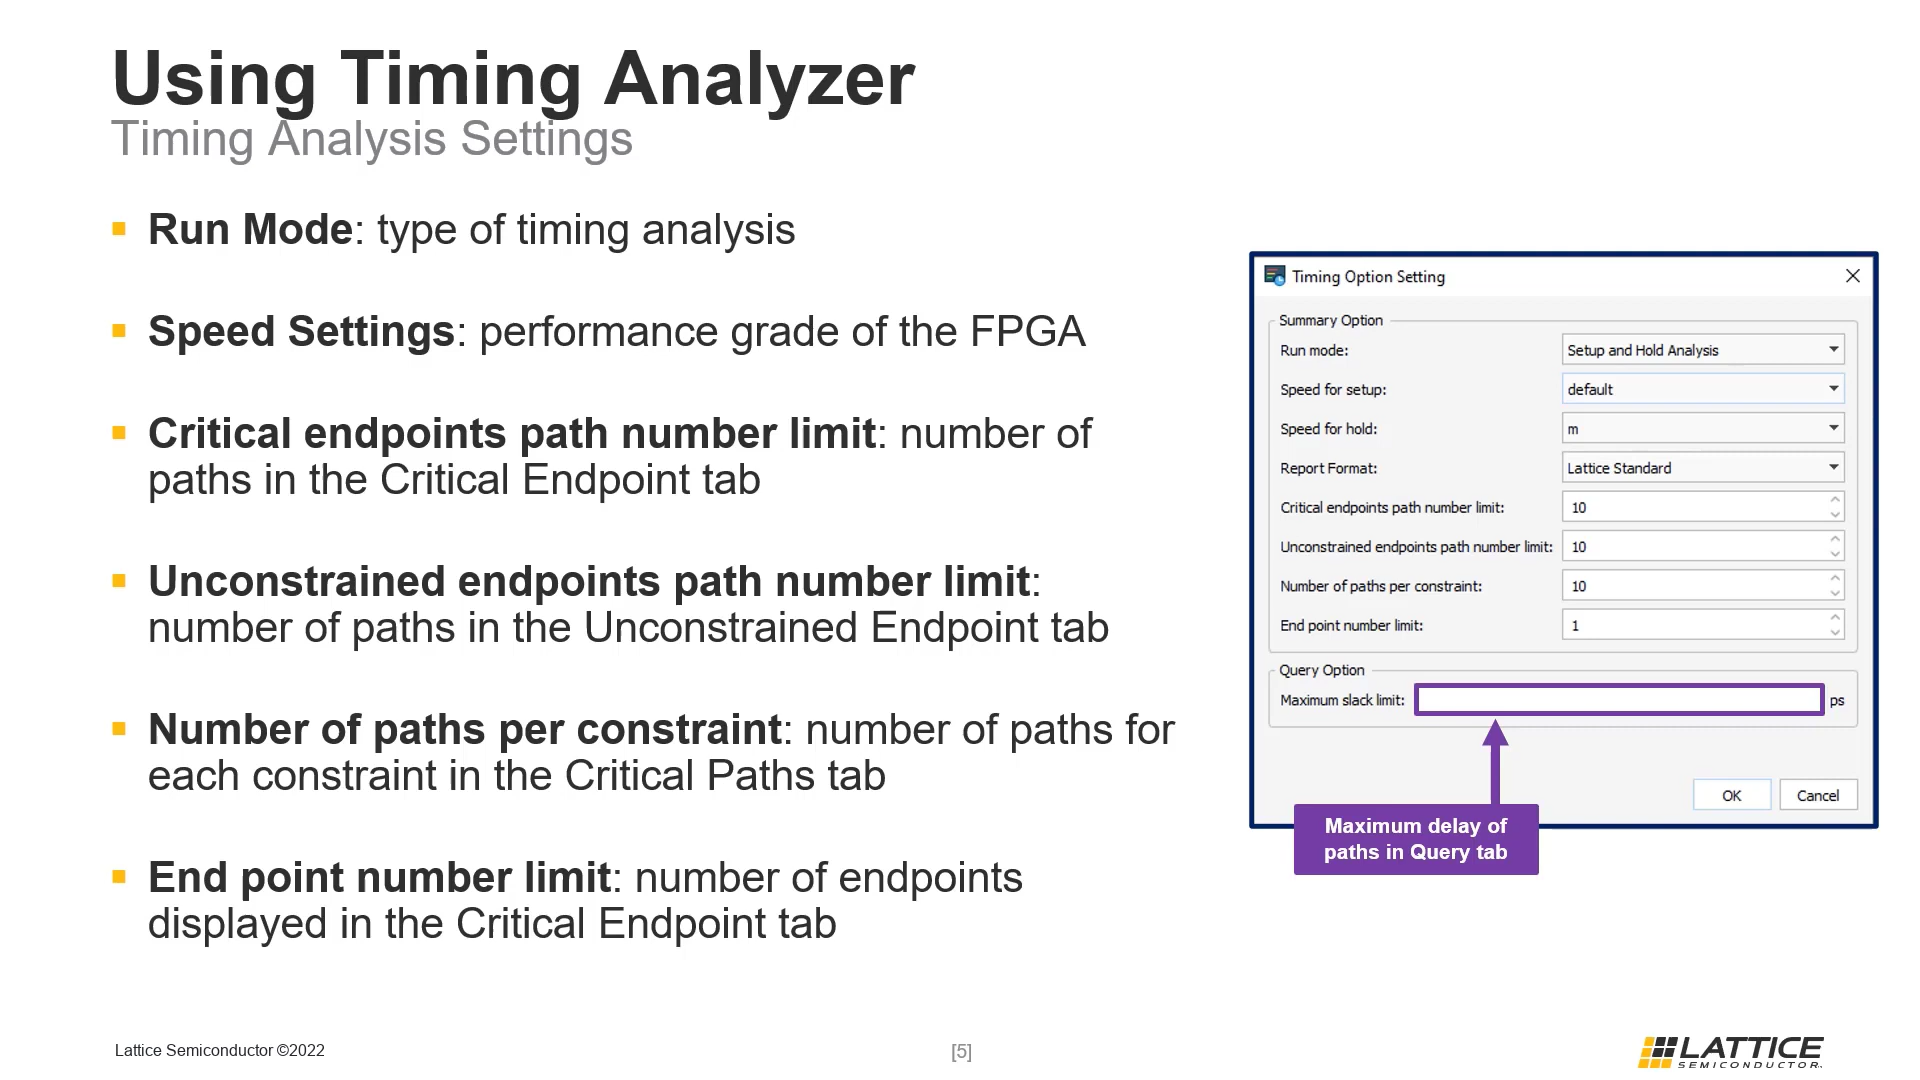 Using Timing Analyzer
Timing Analysis Settings
Run Mode: type of timing analysis
Speed Settings: performance grade of the FPGA
Critical endpoints path number limit: number of
paths in the Critical Endpoint tab
Unconstrained endpoints path number limit:
number of paths in the Unconstrained Endpoint tab
Number of paths per constraint: number of paths for
each constraint in the Critical Paths tab
End point number limit: number of endpoints
displayed in the Critical Endpoint tab
Timing Option Setting
Summary Option
Run mode: Setup and Hold Analysis
Speed for setup: default
Speed for hold: m
Report Format: Lattice Standard
Critical endpoints path number limit: 10
Unconstrained endpoints path number limit: 10
Number of paths per constraint: 10
End point number limit: 1
Query Option
Maximum slack limit: ps
OK Cancel
Maximum delay of
paths in Query tab
Lattice Semiconductor ©2022
[5]
LATTICE
SEMICONDUCTOR